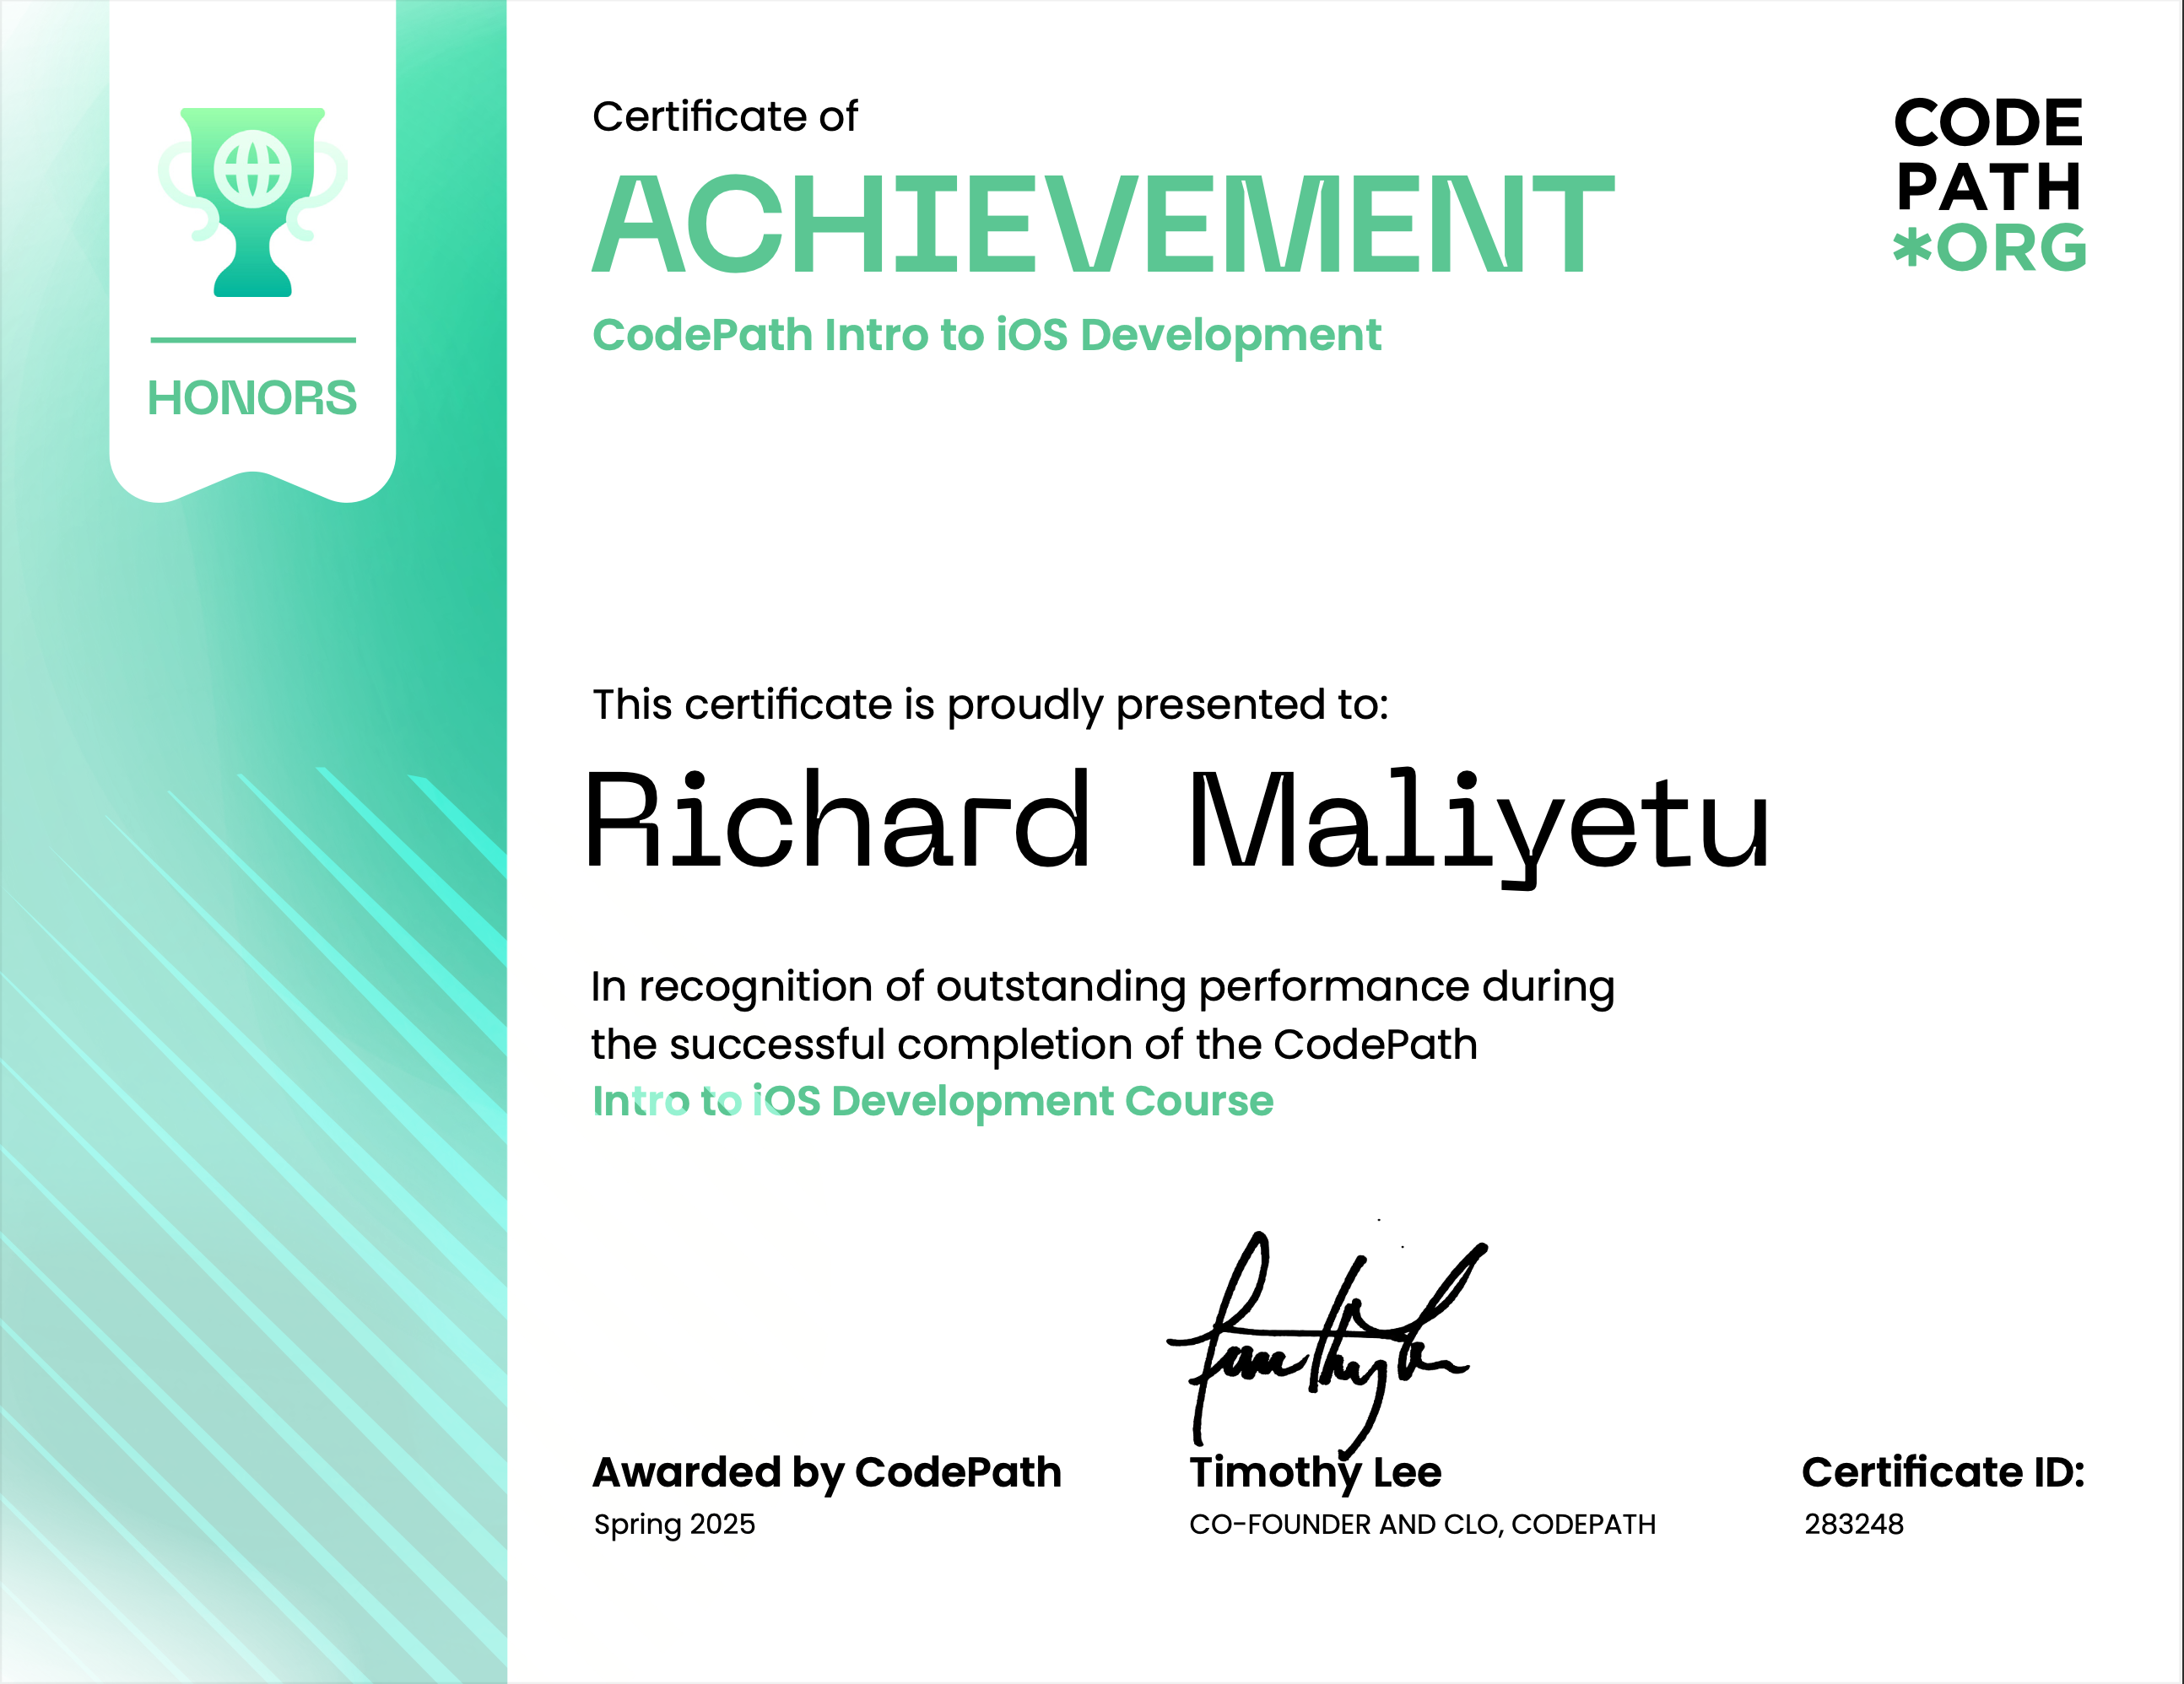 HONORS
Certificate of
ACHIEVEMENT
CodePath Intro to iOS Development
CODE
PATH
*ORG
This certificate is proudly presented to:
Richard Maliyetu
In recognition of outstanding performance during
the successful completion of the CodePath
Intro to iOS Development Course
Awarded by CodePath
Spring 2025
Timothy Lee
CO-FOUNDER AND CLO, CODEPATH
Certificate ID:
283248